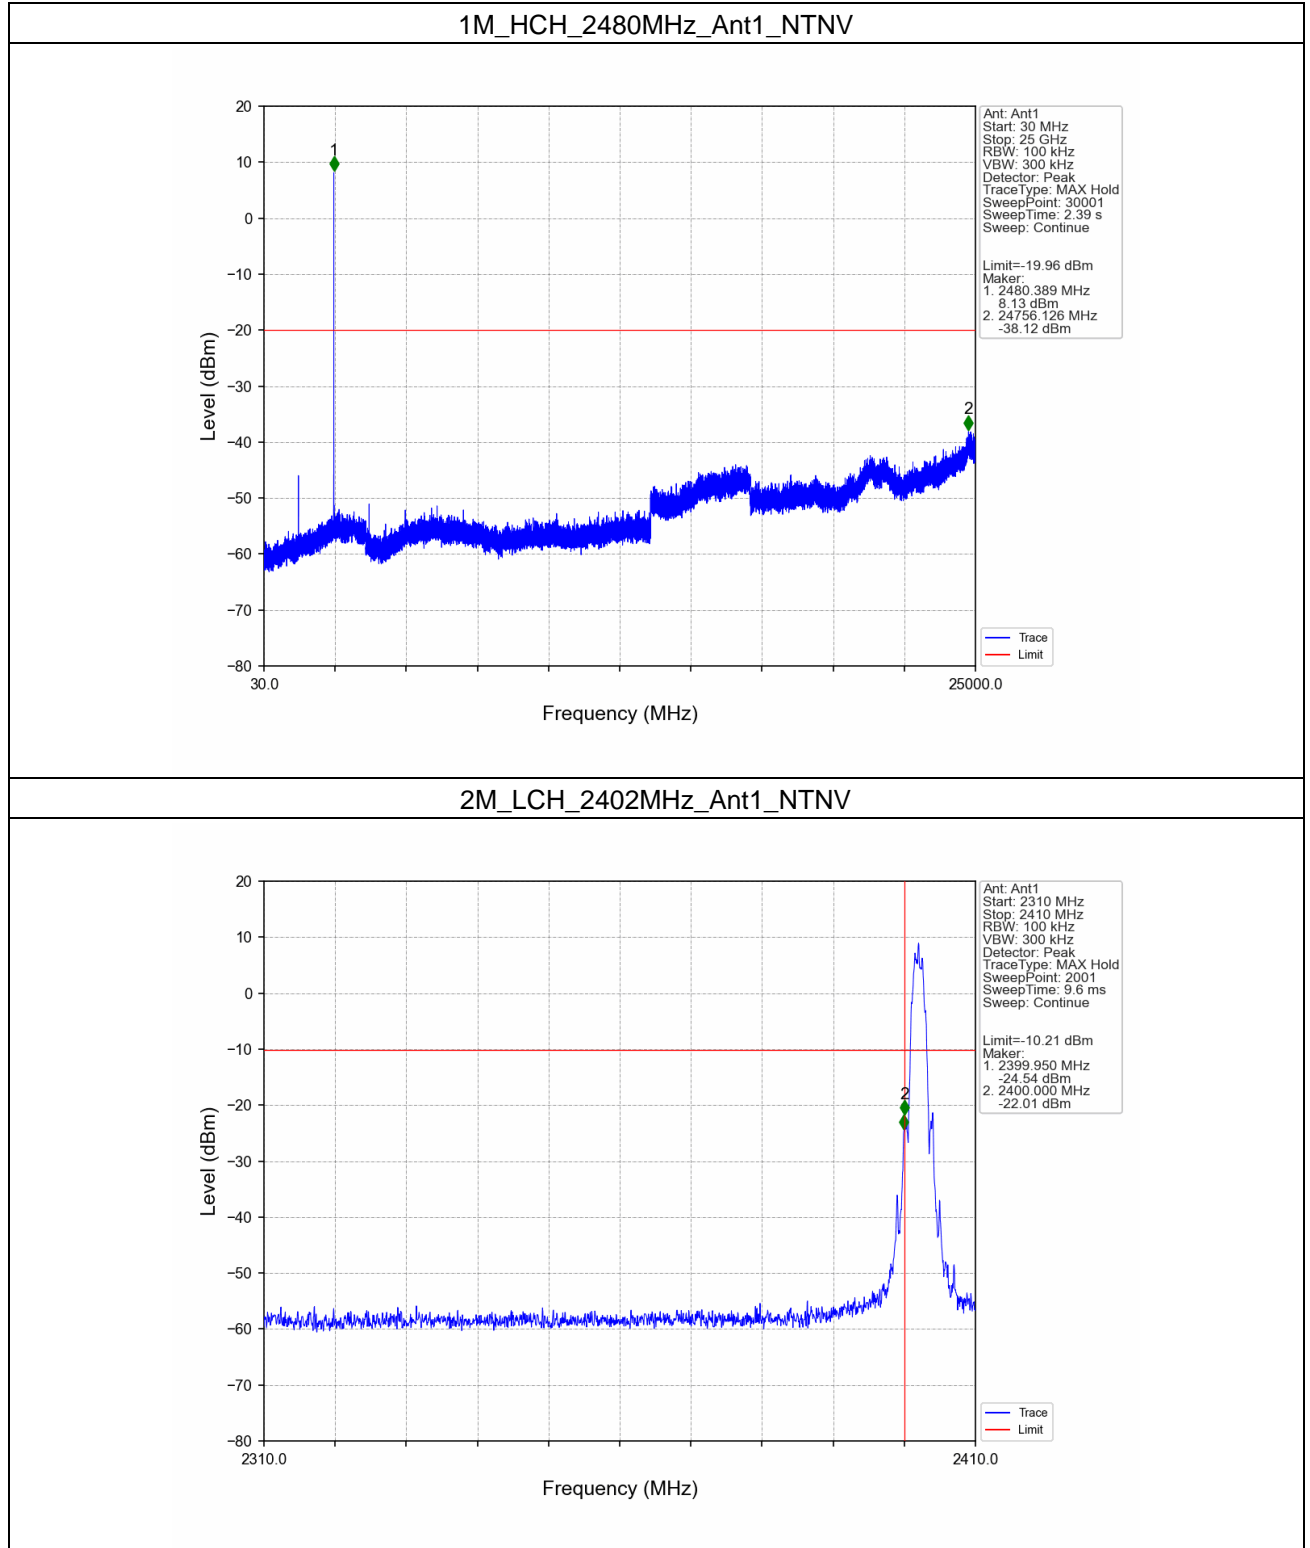 1M_HCH_2480MHz_Ant1_NTNV
20
10
0
−10
−20
−30
−40
−50
−60
−70
−80
Level (dBm)
1
2
30.0
25000.0
Frequency (MHz)
Ant: Ant1
Start: 30 MHz
Stop: 25 GHz
RBW: 100 kHz
VBW: 300 kHz
Detector: Peak
TraceType: MAX Hold
SweepPoint: 30001
SweepTime: 2.39 s
Sweep: Continue
Limit=-19.96 dBm
Maker:
1. 2480.389 MHz
8.13 dBm
2. 24756.126 MHz
-38.12 dBm
Trace
Limit
2M_LCH_2402MHz_Ant1_NTNV
20
10
0
−10
−20
−30
−40
−50
−60
−70
−80
Level (dBm)
2
2310.0
2410.0
Frequency (MHz)
Ant: Ant1
Start: 2310 MHz
Stop: 2410 MHz
RBW: 100 kHz
VBW: 300 kHz
Detector: Peak
TraceType: MAX Hold
SweepPoint: 2001
SweepTime: 9.6 ms
Sweep: Continue
Limit=-10.21 dBm
Maker:
1. 2399.950 MHz
-24.54 dBm
2. 2400.000 MHz
-22.01 dBm
Trace
Limit